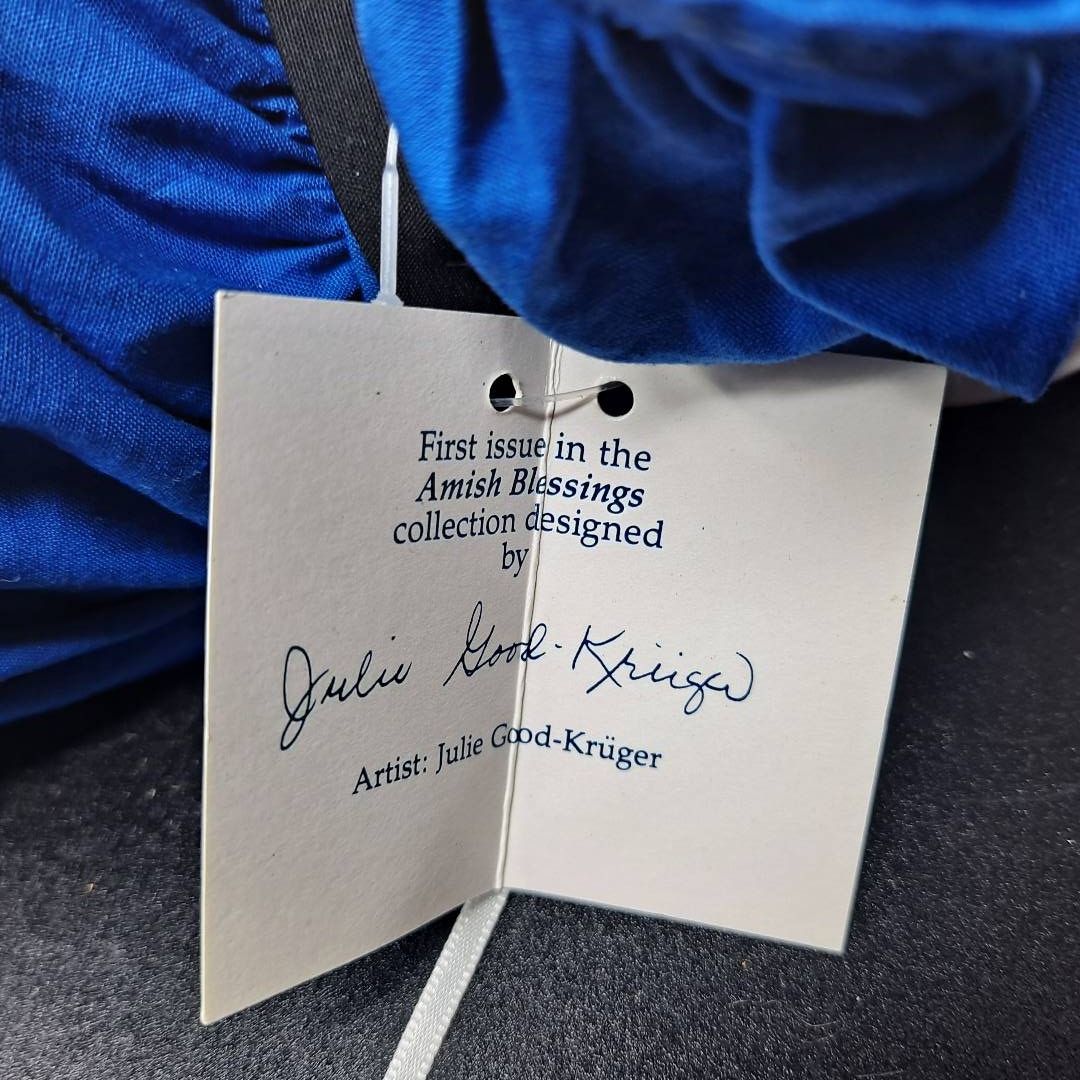 First issue in the
Amish Blessings
collection designed
by
Julie Good-Krüger
Artist: Julie Good-Krüger